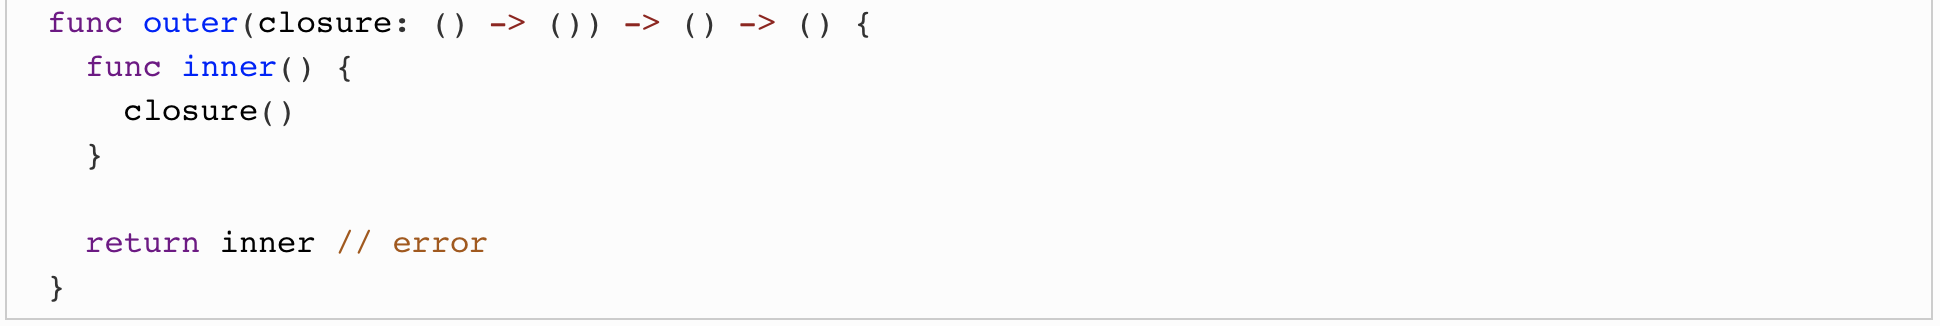 func outer(closure: () -> ()) -> () -> () {
  func inner() {
    closure()
  }

  return inner // error
}